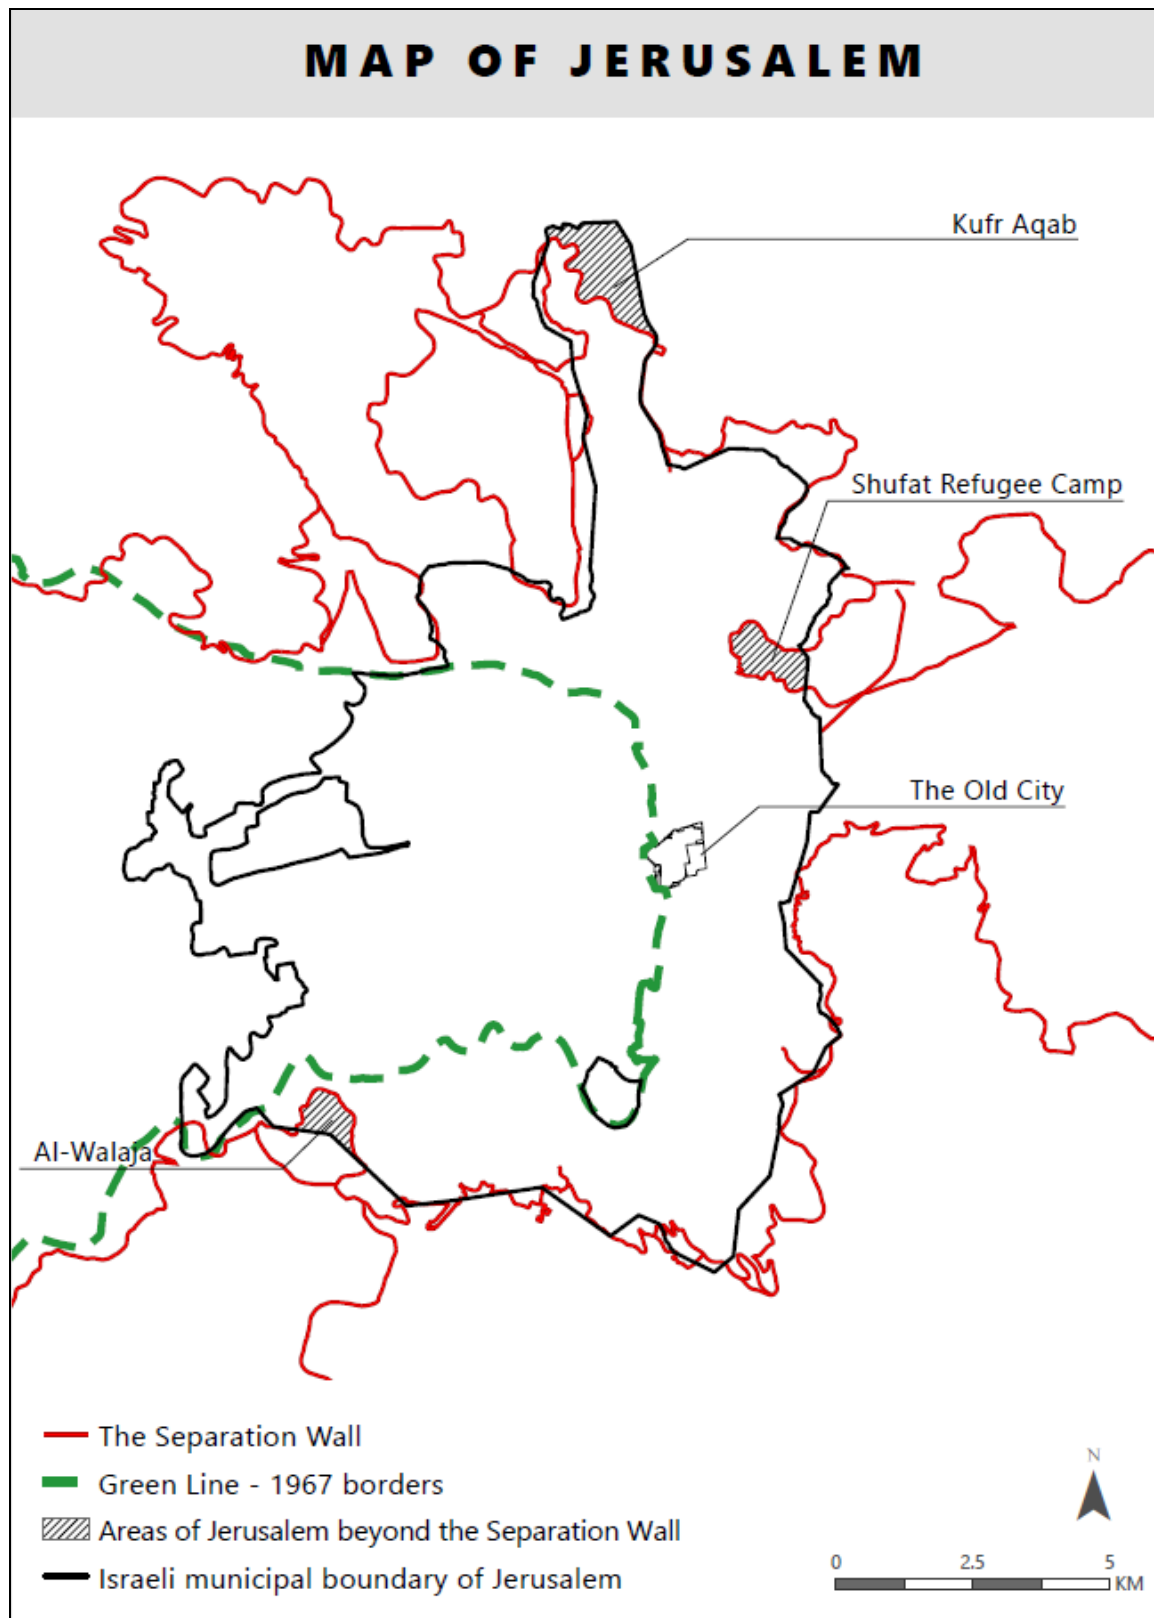 MAP OF JERUSALEM
Kufr Aqab
Shufat Refugee Camp
The Old City
Al-Walaja
The Separation Wall
Green Line - 1967 borders
Areas of Jerusalem beyond the Separation Wall
Israeli municipal boundary of Jerusalem
N
0 2.5 5
KM